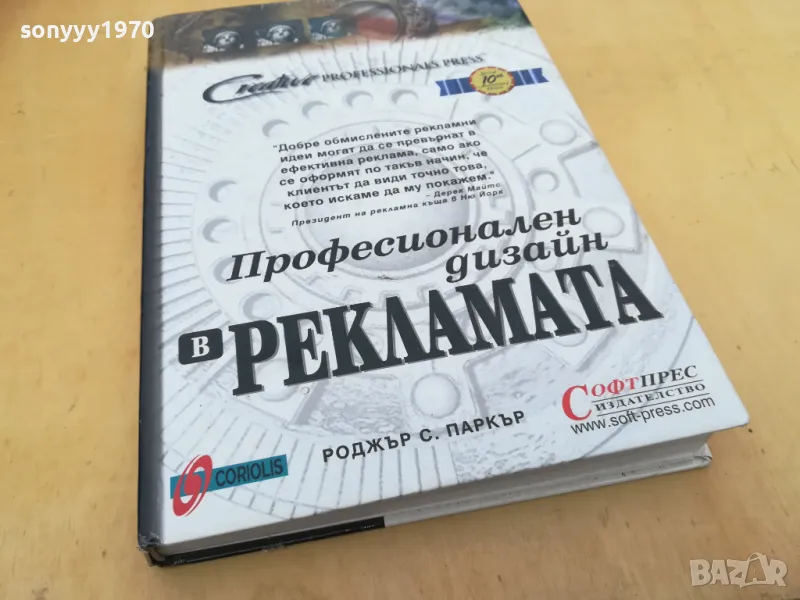 sonyyy1970
Creative PROFESSIONALS PRESS
10
"Добре обмислените рекламни
идеи могат да се превърнат в
ефективна реклама, само ако
се оформят по такъв начин, че
клиентът да види точно това,
което искаме да му покажем."
- Дерек Майтс
Президент на рекламна къща в Ню Йорк
Професионален
дизайн
в РЕКЛАМАТА
СОФТПРЕС
ИЗДАТЕЛСТВО
www.soft-press.com
РОДЖЪР С. ПАРКЪР
CORIOLIS
BAZAR